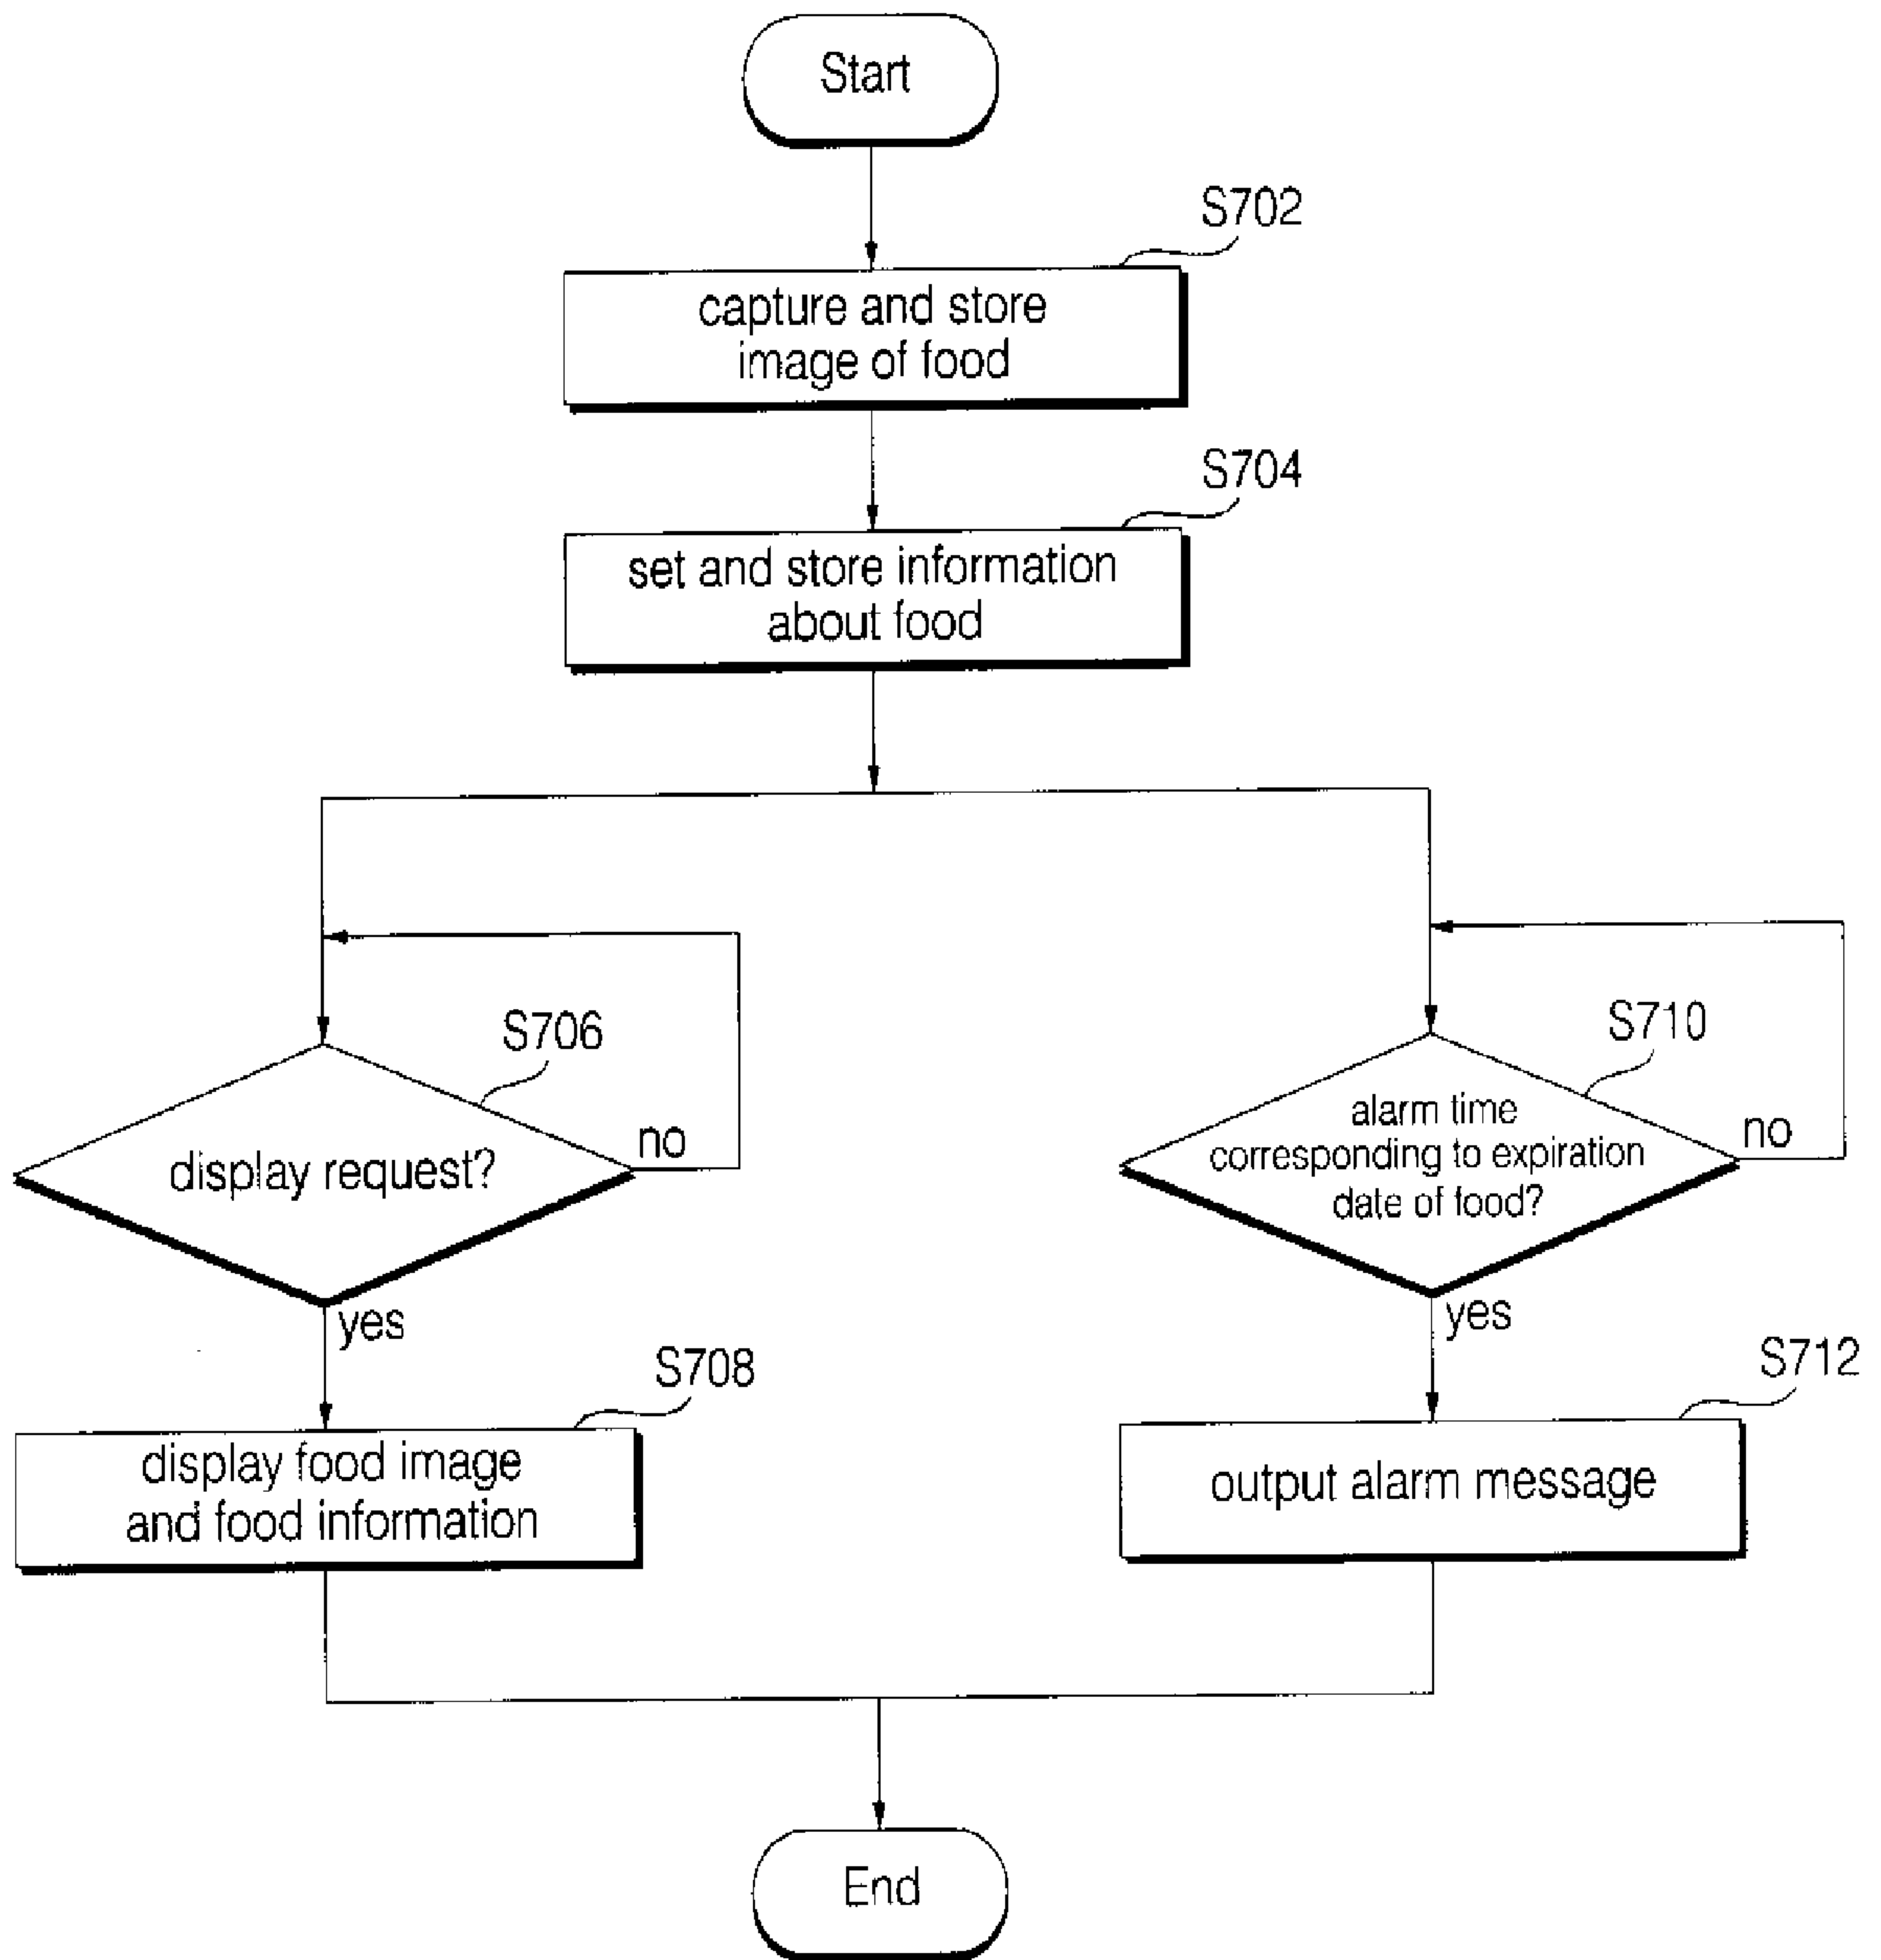 Start
S702
capture and store
image of food
S704
set and store information
about food
S706
display request?
no
yes
S708
display food image
and food information
S710
alarm time
corresponding to expiration
date of food?
no
yes
S712
output alarm message
End